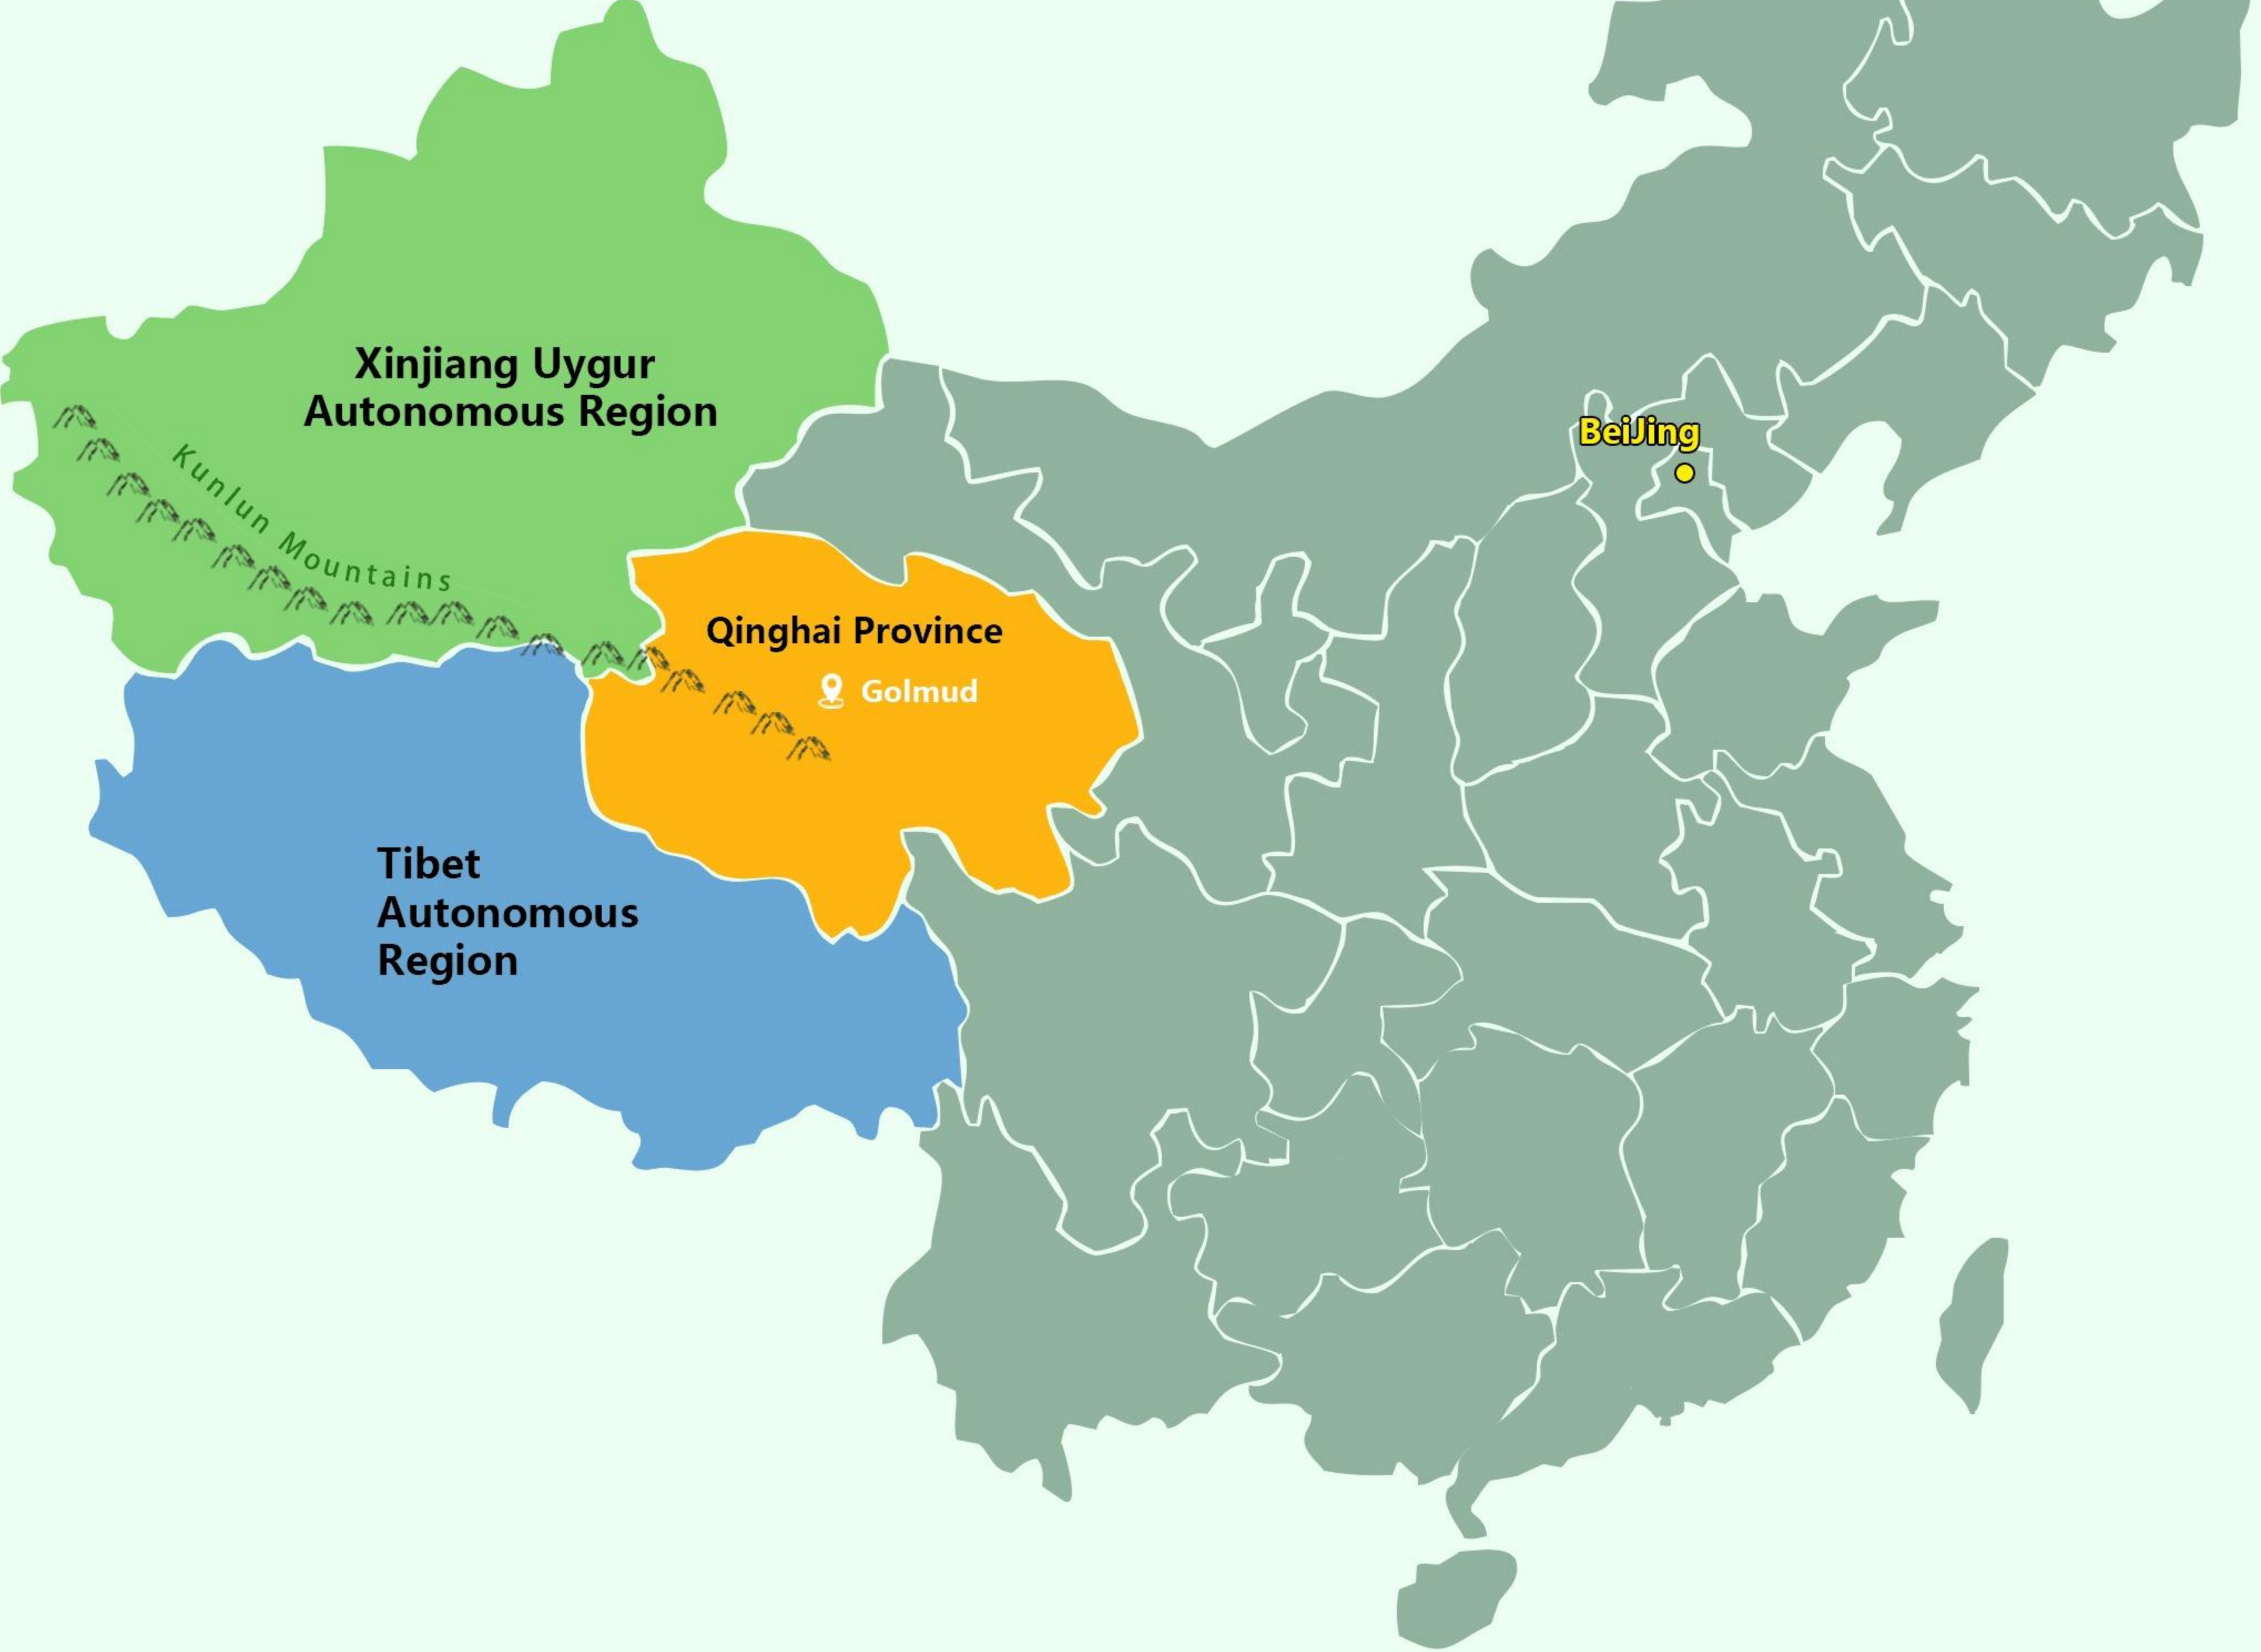 Xinjiang Uygur
Autonomous Region
BeiJing
Kunlun Mountains
Qinghai Province
Golmud
Tibet
Autonomous
Region